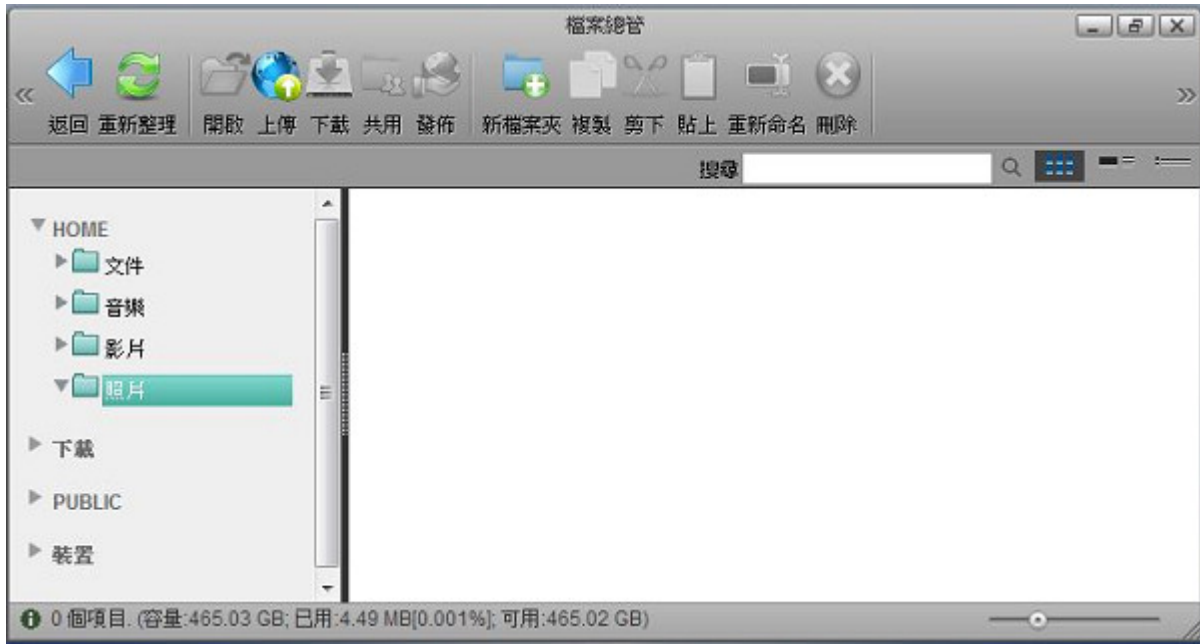 檔案總管
返回 重新整理 開啟 上傳 下載 共用 發佈 新檔案夾 複製 剪下 貼上 重新命名 刪除
搜尋
HOME
文件
音樂
影片
照片
下載
PUBLIC
裝置
0 個項目. (容量:465.03 GB; 已用:4.49 MB[0.001%]; 可用:465.02 GB)